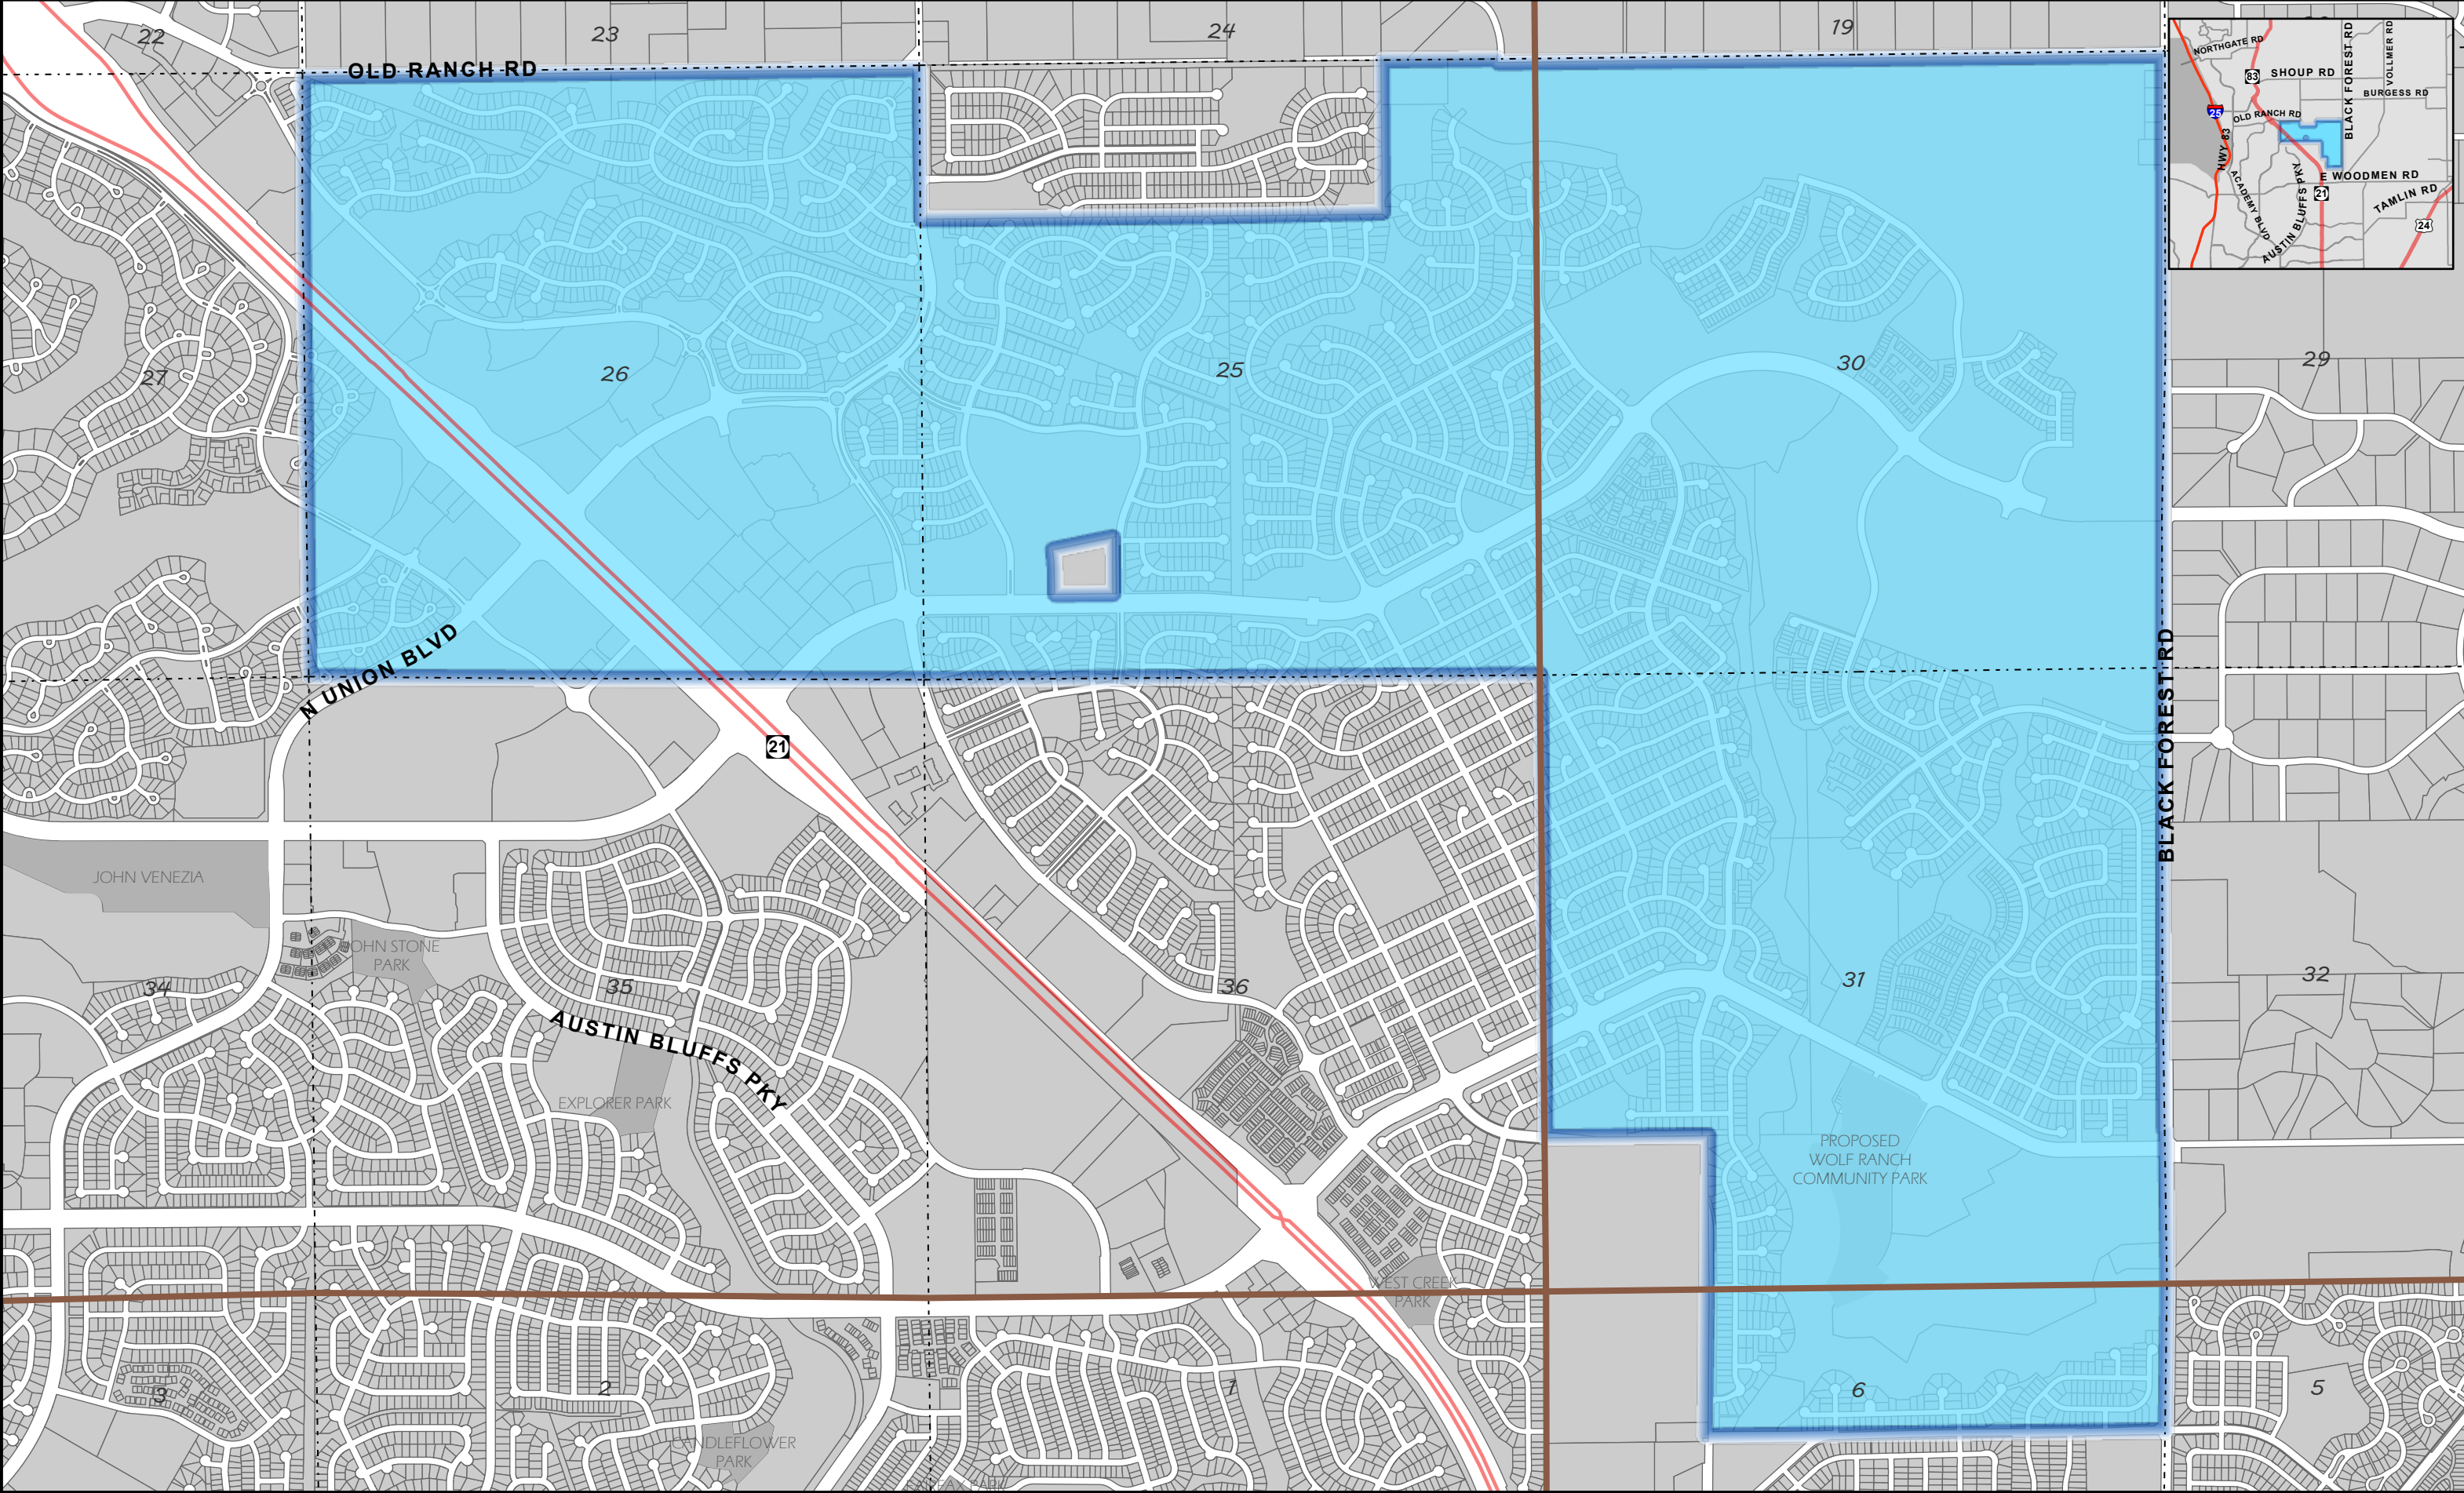 22
23
24
19
OLD RANCH RD
NORTHGATE RD
83
SHOUP RD
BLACK FOREST RD
VOLLMER RD
BURGESS RD
25
OLD RANCH RD
HWY 83
ACADEMY BLVD
AUSTIN BLUFFS PKY
E WOODMEN RD
21
TAMLIN RD
24
27
26
25
30
29
N UNION BLVD
BLACK FOREST RD
21
JOHN VENEZIA
JOHN STONE
PARK
34
35
36
31
32
AUSTIN BLUFFS PKY
EXPLORER PARK
PROPOSED
WOLF RANCH
COMMUNITY PARK
WEST CREEK
PARK
3
2
1
6
5
CANDLEFLOWER
PARK
FAIRFAX PARK